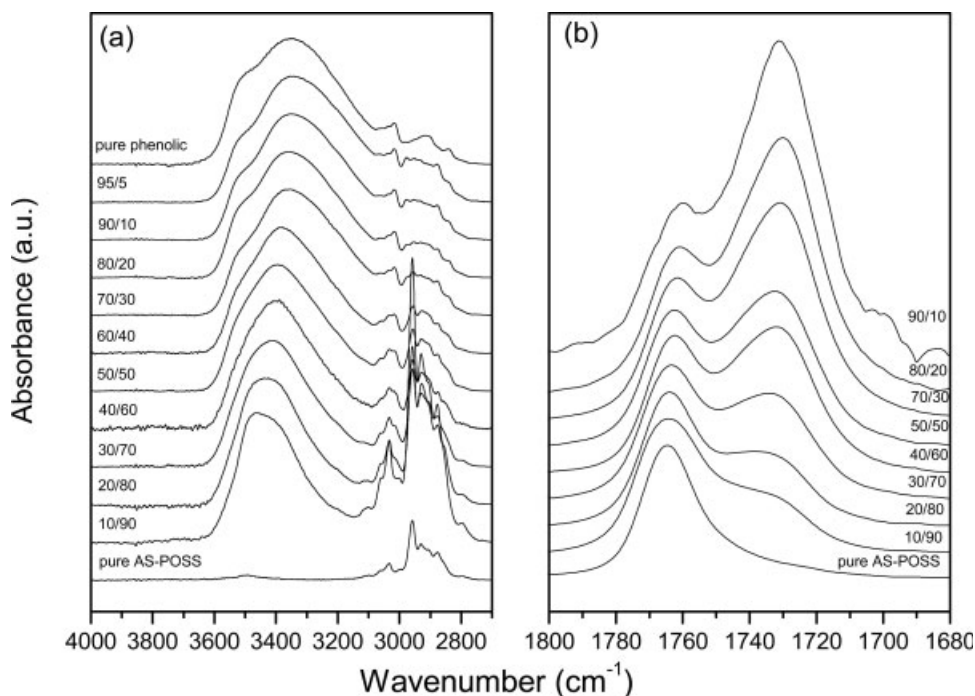 (a)
pure phenolic
95/5
90/10
80/20
70/30
60/40
50/50
40/60
30/70
20/80
10/90
pure AS-POSS
4000 3800 3600 3400 3200 3000 2800
(b)
90/10
80/20
70/30
50/50
40/60
30/70
20/80
10/90
pure AS-POSS
1800 1780 1760 1740 1720 1700 1680
Absorbance (a.u.)
Wavenumber (cm⁻¹)